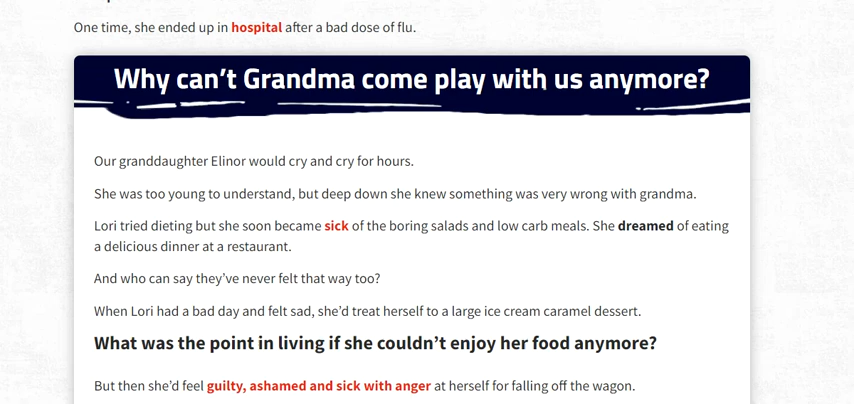 One time, she ended up in hospital after a bad dose of flu.
Why can’t Grandma come play with us anymore?
Our granddaughter Elinor would cry and cry for hours.
She was too young to understand, but deep down she knew something was very wrong with grandma.
Lori tried dieting but she soon became sick of the boring salads and low carb meals. She dreamed of eating
a delicious dinner at a restaurant.
And who can say they’ve never felt that way too?
When Lori had a bad day and felt sad, she’d treat herself to a large ice cream caramel dessert.
What was the point in living if she couldn’t enjoy her food anymore?
But then she’d feel guilty, ashamed and sick with anger at herself for falling off the wagon.